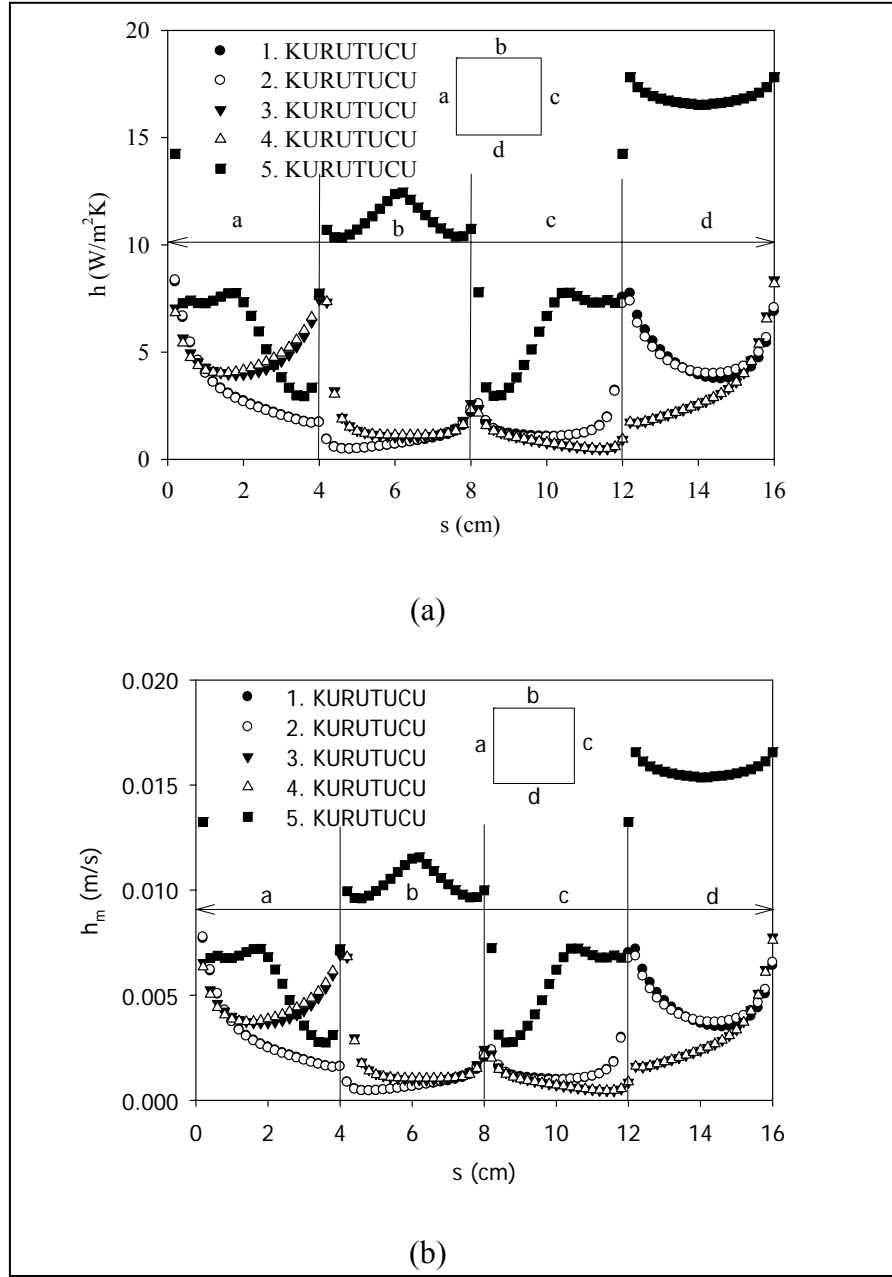 20
15
10
5
0
h (W/m²K)
1. KURUTUCU
2. KURUTUCU
3. KURUTUCU
4. KURUTUCU
5. KURUTUCU
b
a
c
d
a
b
c
d
0 2 4 6 8 10 12 14 16
s (cm)
(a)
0.020
0.015
0.010
0.005
0.000
hₘ (m/s)
1. KURUTUCU
2. KURUTUCU
3. KURUTUCU
4. KURUTUCU
5. KURUTUCU
b
a
c
d
a
b
c
d
0 2 4 6 8 10 12 14 16
s (cm)
(b)